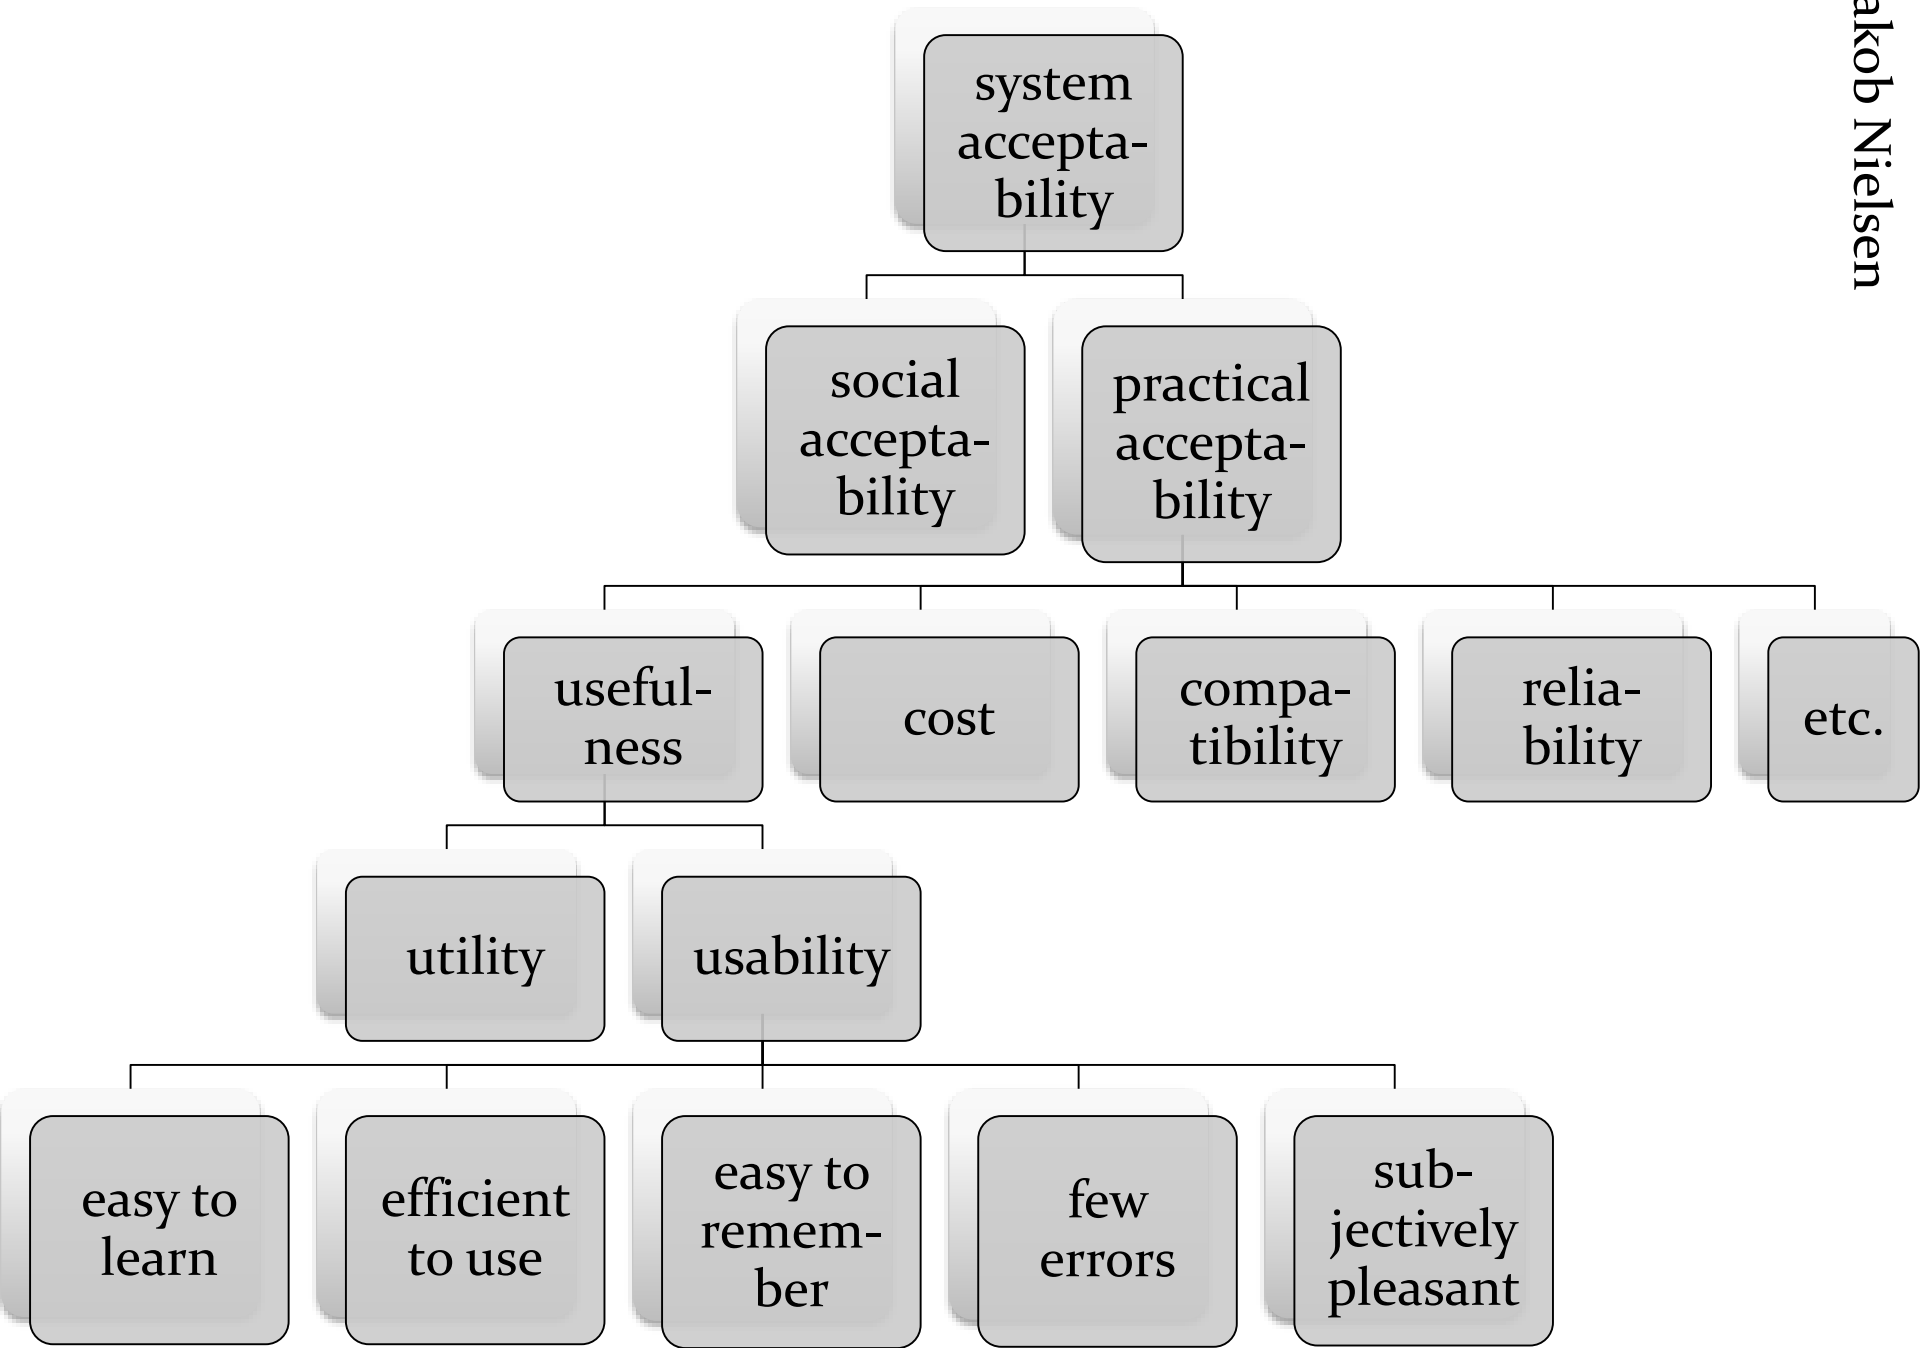 system
accepta-
bility
akob Nielsen
social
accepta-
bility
practical
accepta-
bility
useful-
ness
cost
compa-
tibility
relia-
bility
etc.
utility
usability
easy to
learn
efficient
to use
easy to
remem-
ber
few
errors
sub-
jectively
pleasant